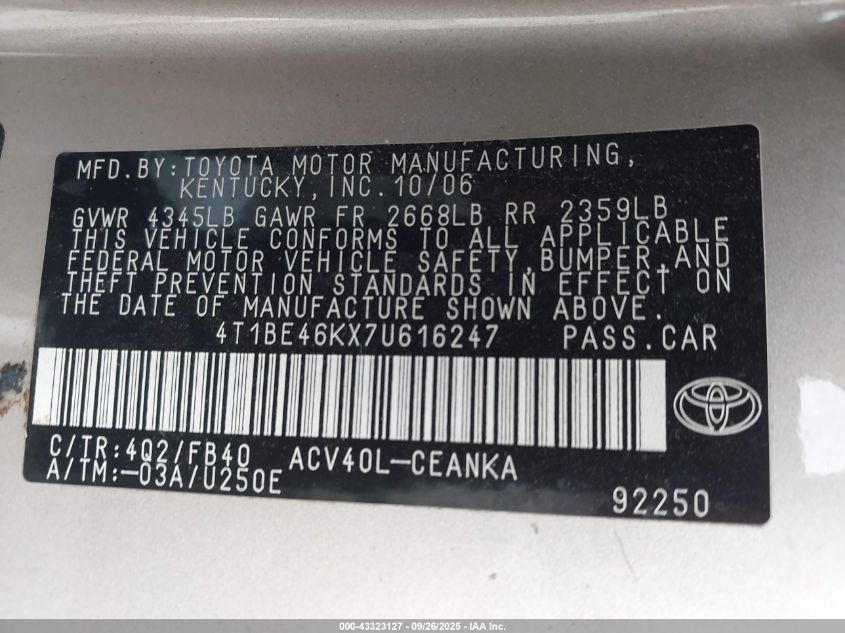 MFD.BY:TOYOTA MOTOR MANUFACTURING,
KENTUCKY,INC.10/06
GVWR 4345LB GAWR FR 2668LB RR 2359LB
THIS VEHICLE CONFORMS TO ALL APPLICABLE
FEDERAL MOTOR VEHICLE SAFETY,BUMPER,AND
THEFT PREVENTION STANDARDS IN EFFECT ON
THE DATE OF MANUFACTURE SHOWN ABOVE.
4T1BE46KX7U616247 PASS.CAR
C/TR:4Q2/FB40 ACV40L-CEANKA
A/TM:-03A/U250E
92250
000-43323127 - 09/26/2025 - IAA Inc.